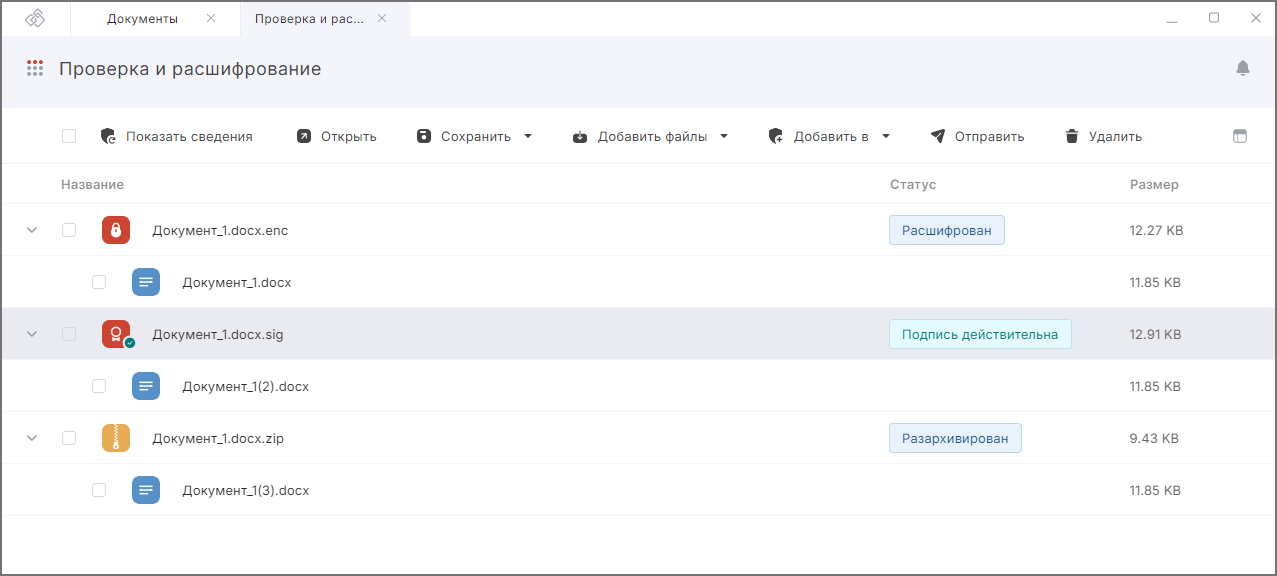 Документы
Проверка и рас...
Проверка и расшифрование
Показать сведения Открыть Сохранить Добавить файлы Добавить в Отправить Удалить
Название Статус Размер
Документ_1.docx.enc Расшифрован 12.27 KB
Документ_1.docx 11.85 KB
Документ_1.docx.sig Подпись действительна 12.91 KB
Документ_1(2).docx 11.85 KB
Документ_1.docx.zip Разархивирован 9.43 KB
Документ_1(3).docx 11.85 KB